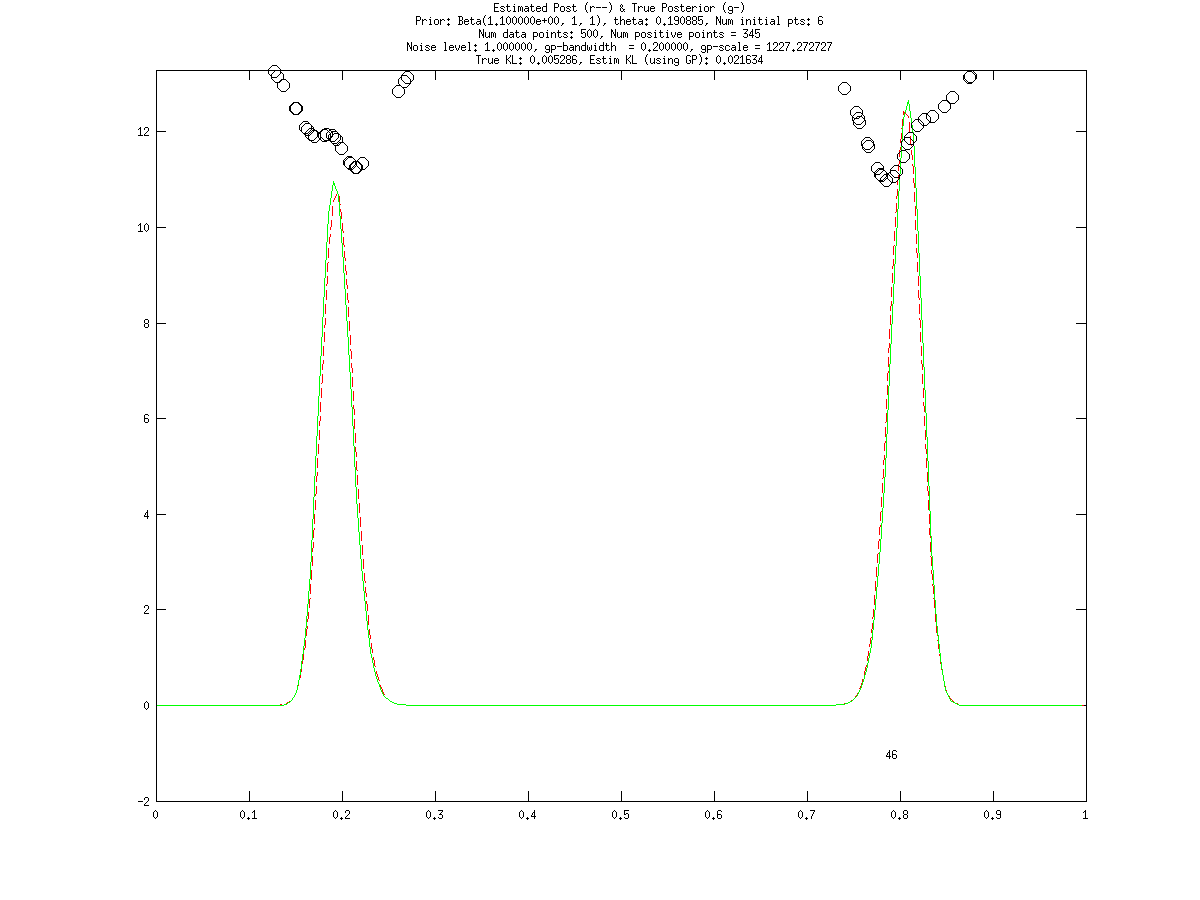 Estimated Post (r--) & True Posterior (g-)
Prior: Beta(1.100000e+00, 1, 1), theta: 0.190885, Num initial pts: 6
Num data points: 500, Num positive points = 345
Noise level: 1.000000, gp-bandwidth  = 0.200000, gp-scale = 1227.272727
True KL: 0.005286, Estim KL (using GP): 0.021634
12
10
8
6
4
2
0
46
-2
0 0.1 0.2 0.3 0.4 0.5 0.6 0.7 0.8 0.9 1